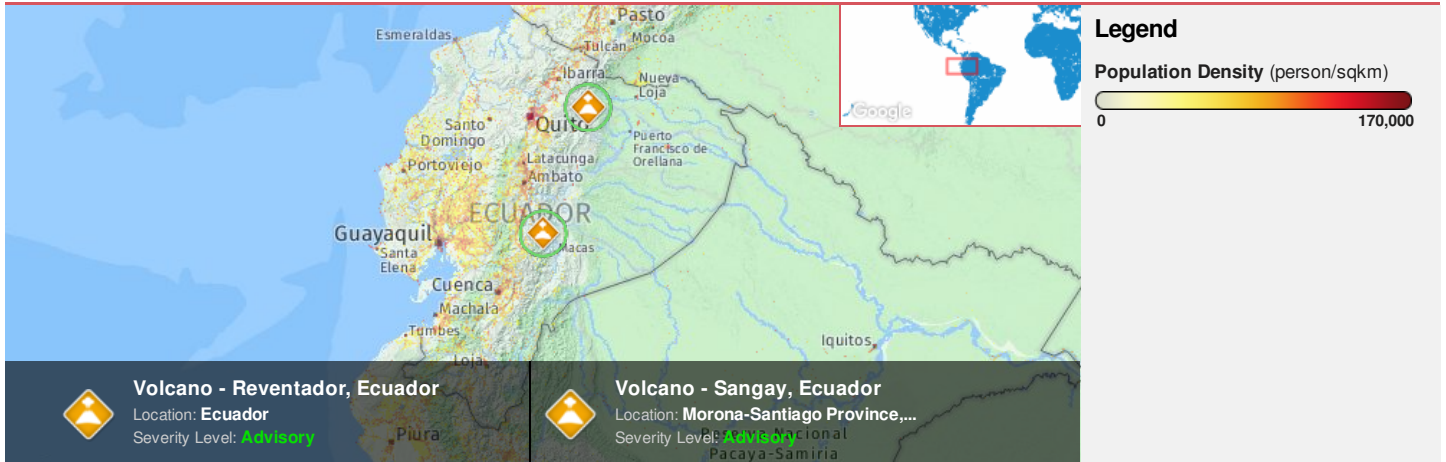 Pasto
Esmeraldas
Mocoa
Tulcán
Ibarra
Nueva
Loja
Santo
Domingo
Quito
Puerto
Francisco de
Orellana
Portoviejo
Latacunga
Ambato
ECUADOR
Guayaquil
Macas
Santa
Elena
Cuenca
Machala
Tumbes
Iquitos
Loja
Piura
Reserva Nacional
Pacaya-Samiria
Google
Legend
Population Density (person/sqkm)
0 170,000
Volcano - Reventador, Ecuador
Location: Ecuador
Severity Level: Advisory
Volcano - Sangay, Ecuador
Location: Morona-Santiago Province,...
Severity Level: Advisory